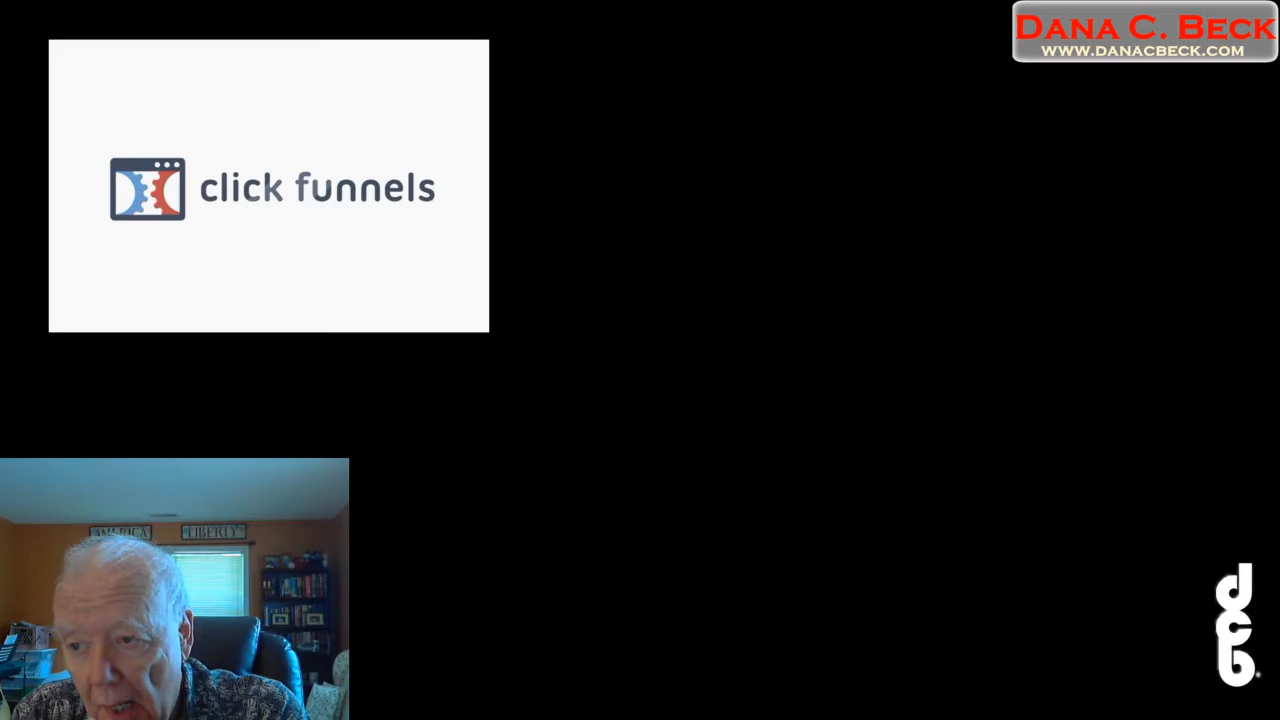 DANA C. BECK
WWW.DANACBECK.COM
click funnels
AMERICA
LIBERTY
dcb